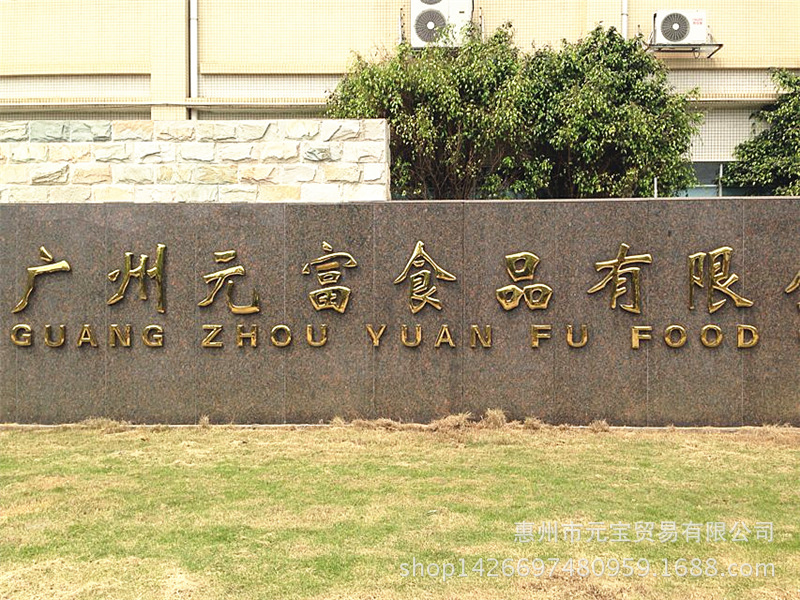 广州元富食品有限
GUANG ZHOU YUAN FU FOOD
惠州市元宝贸易有限公司
shop1426697480959.1688.com